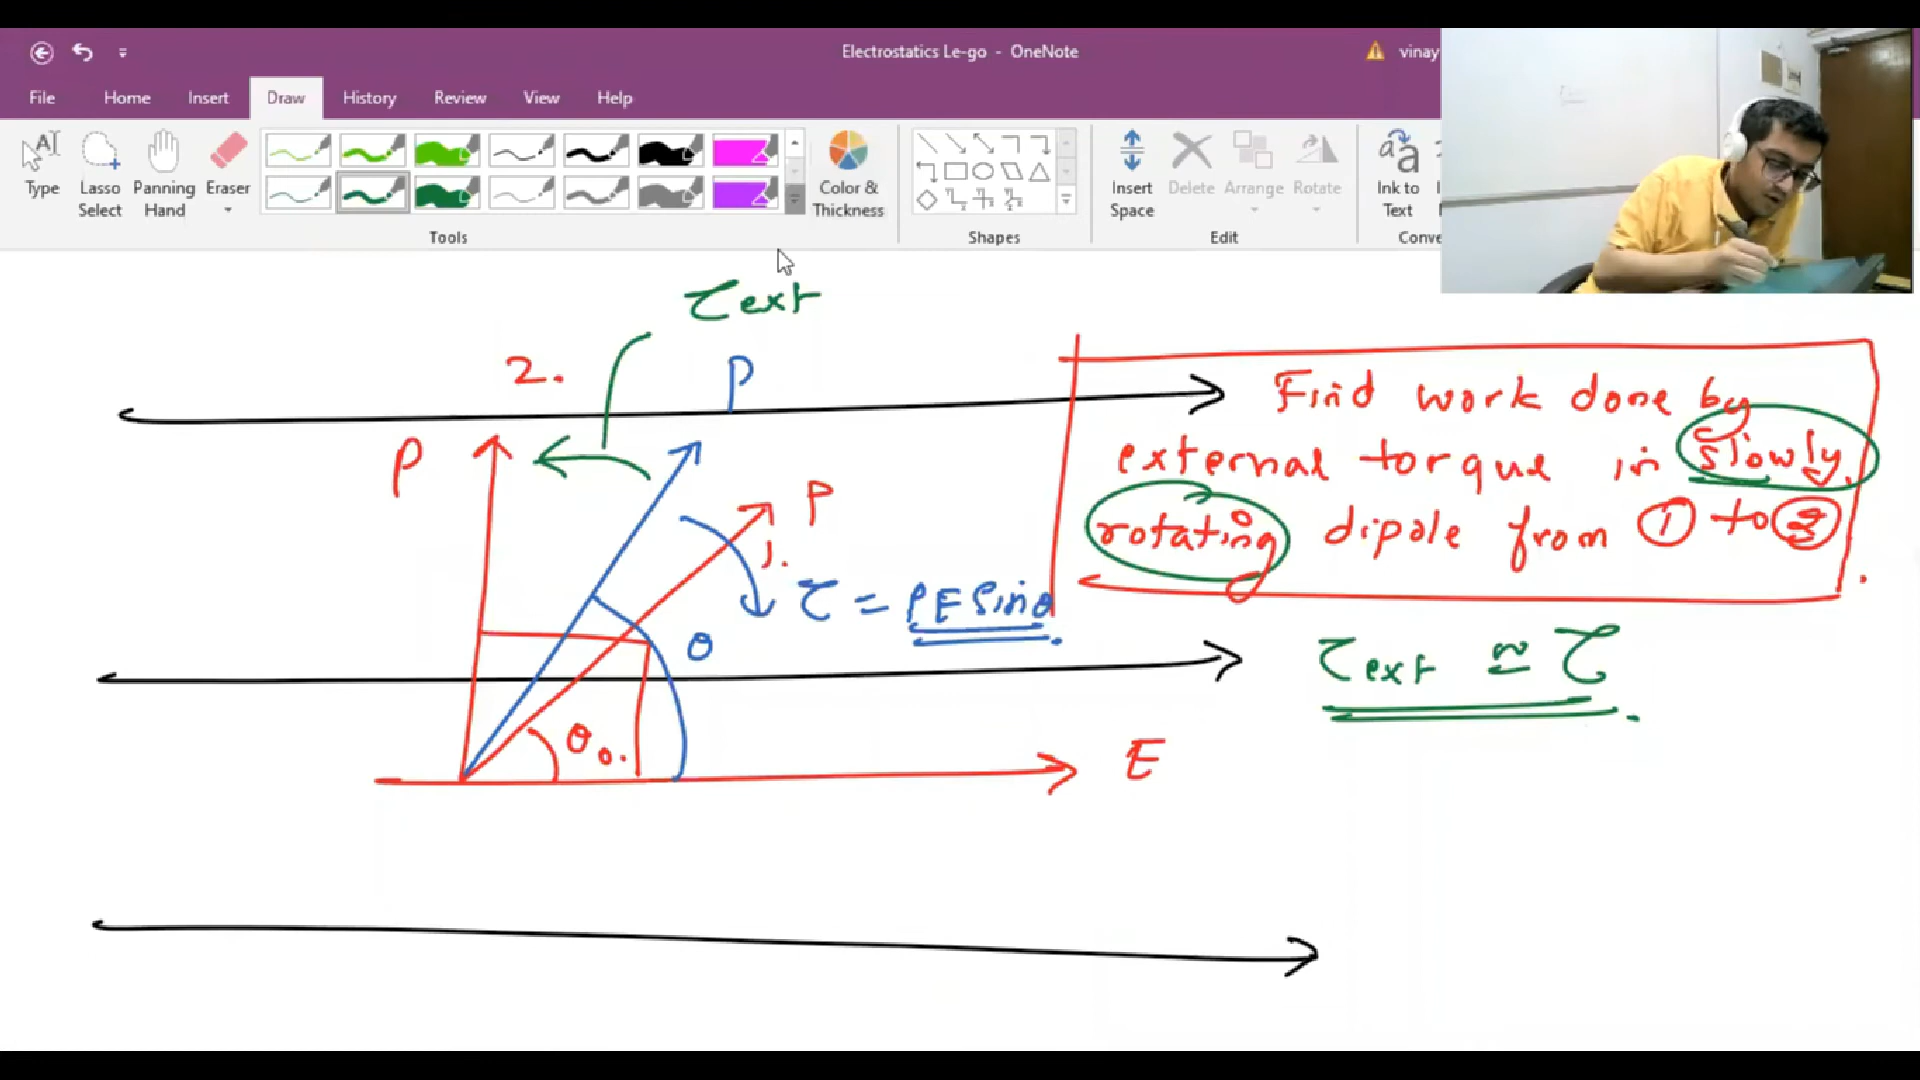 Electrostatics Le-go - OneNote
vinay
File Home Insert Draw History Review View Help
Type
Lasso Select
Panning Hand
Eraser
Color & Thickness
Insert Space
Delete
Arrange
Rotate
Ink to Text
Tools
Shapes
Edit
Conve
τext
2.
P
Find work done by
external torque in slowly
rotating dipole from ① to
P
P
1.
τ = PE Sinθ
θ
τext ≃ τ
θ0.
E